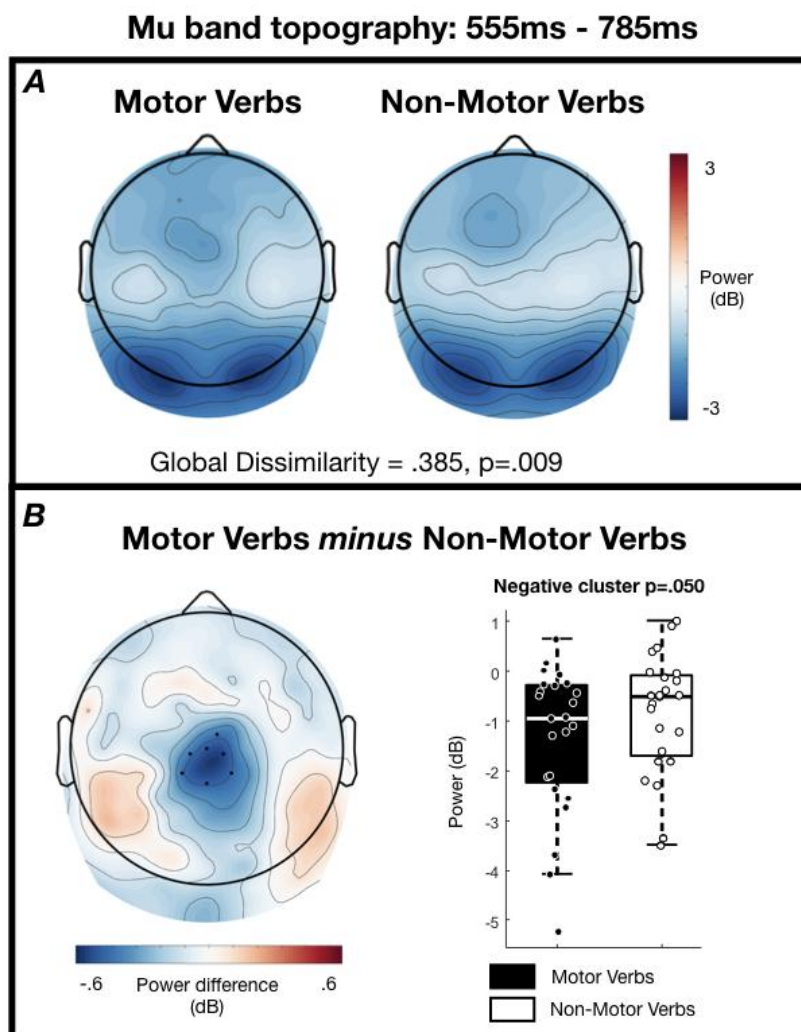 Mu band topography: 555ms - 785ms
A
Motor Verbs
Non-Motor Verbs
3
Power
(dB)
-3
Global Dissimilarity = .385, p=.009
B
Motor Verbs minus Non-Motor Verbs
Negative cluster p=.050
1
0
-1
-2
-3
-4
-5
Power (dB)
-.6
Power difference
(dB)
.6
Motor Verbs
Non-Motor Verbs